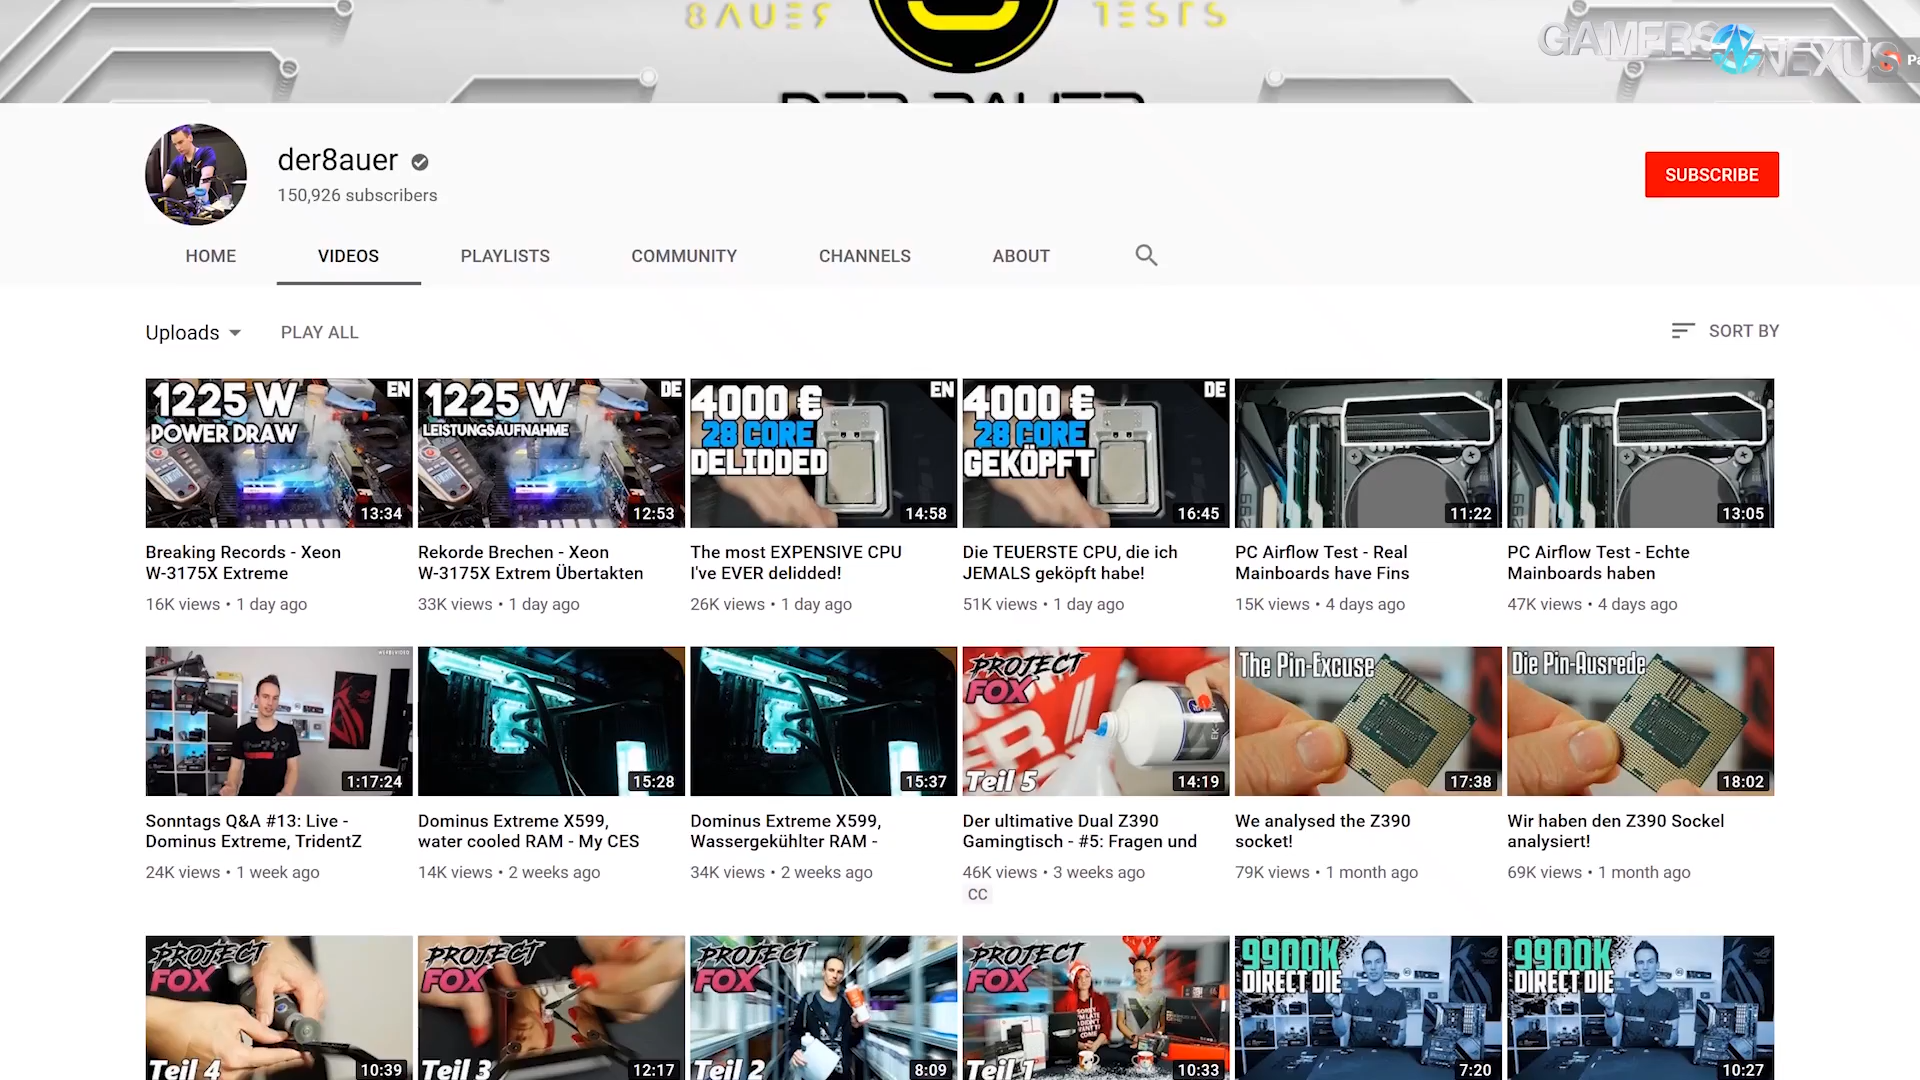 8AUER TESTS
GAMERS NEXUS
DER 8AUER
der8auer
150,926 subscribers
SUBSCRIBE
HOME VIDEOS PLAYLISTS COMMUNITY CHANNELS ABOUT
Uploads PLAY ALL SORT BY
1225 W
POWER DRAW
EN
13:34
1225 W
LEISTUNGSAUFNAHME
DE
12:53
4000 €
28 CORE
DELIDDED
EN
14:58
4000 €
28 CORE
GEKÖPFT
DE
16:45
11:22
13:05
Breaking Records - Xeon
W-3175X Extreme
16K views • 1 day ago
Rekorde Brechen - Xeon
W-3175X Extrem Übertakten
33K views • 1 day ago
The most EXPENSIVE CPU
I've EVER delidded!
26K views • 1 day ago
Die TEUERSTE CPU, die ich
JEMALS geköpft habe!
51K views • 1 day ago
PC Airflow Test - Real
Mainboards have Fins
15K views • 4 days ago
PC Airflow Test - Echte
Mainboards haben
47K views • 4 days ago
WERBEVIDEO
1:17:24
15:28
15:37
PROJECT
FOX
Teil 5
14:19
The Pin-Excuse
17:38
Die Pin-Ausrede
18:02
Sonntags Q&A #13: Live -
Dominus Extreme, TridentZ
24K views • 1 week ago
Dominus Extreme X599,
water cooled RAM - My CES
14K views • 2 weeks ago
Dominus Extreme X599,
Wassergekühlter RAM -
34K views • 2 weeks ago
Der ultimative Dual Z390
Gamingtisch - #5: Fragen und
46K views • 3 weeks ago
CC
We analysed the Z390
socket!
79K views • 1 month ago
Wir haben den Z390 Sockel
analysiert!
69K views • 1 month ago
PROJECT
FOX
Teil 4
10:39
PROJECT
FOX
Teil 3
12:17
PROJECT
FOX
Teil 2
8:09
PROJECT
FOX
Teil 1
10:33
9900K
DIRECT DIE
7:20
9900K
DIRECT DIE
10:27